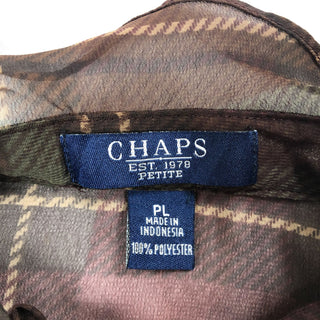 CHAPS
EST. 1978
PETITE
PL
MADE IN
INDONESIA
100% POLYESTER